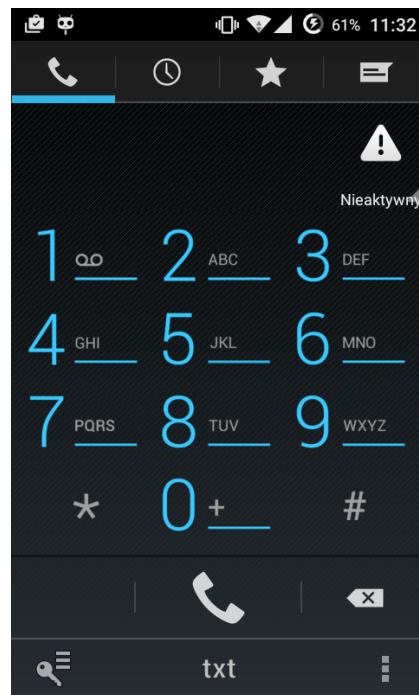 61% 11:32
Nieaktywny
1 2 ABC 3 DEF
4 GHI 5 JKL 6 MNO
7 PQRS 8 TUV 9 WXYZ
* 0 + #
txt